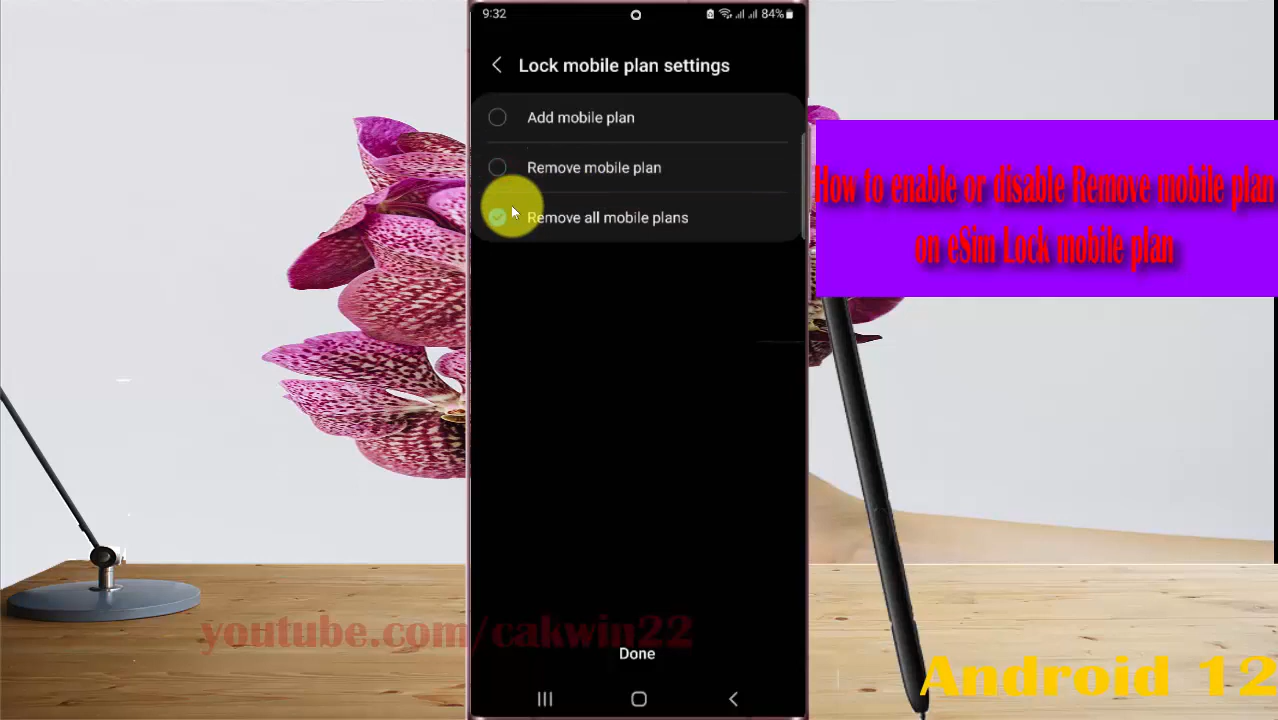 9:32
84%
Lock mobile plan settings
Add mobile plan
Remove mobile plan
Remove all mobile plans
How to enable or disable Remove mobile plan
on eSim Lock mobile plan
youtube.com/cakwin22
Done
Android 12